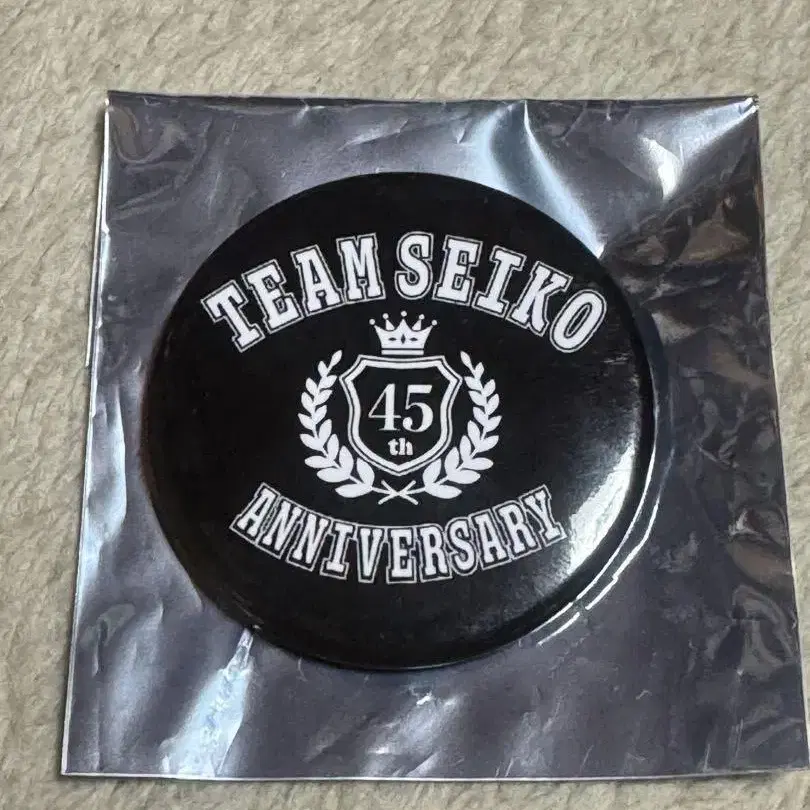 TEAM SEIKO
45
th
ANNIVERSARY